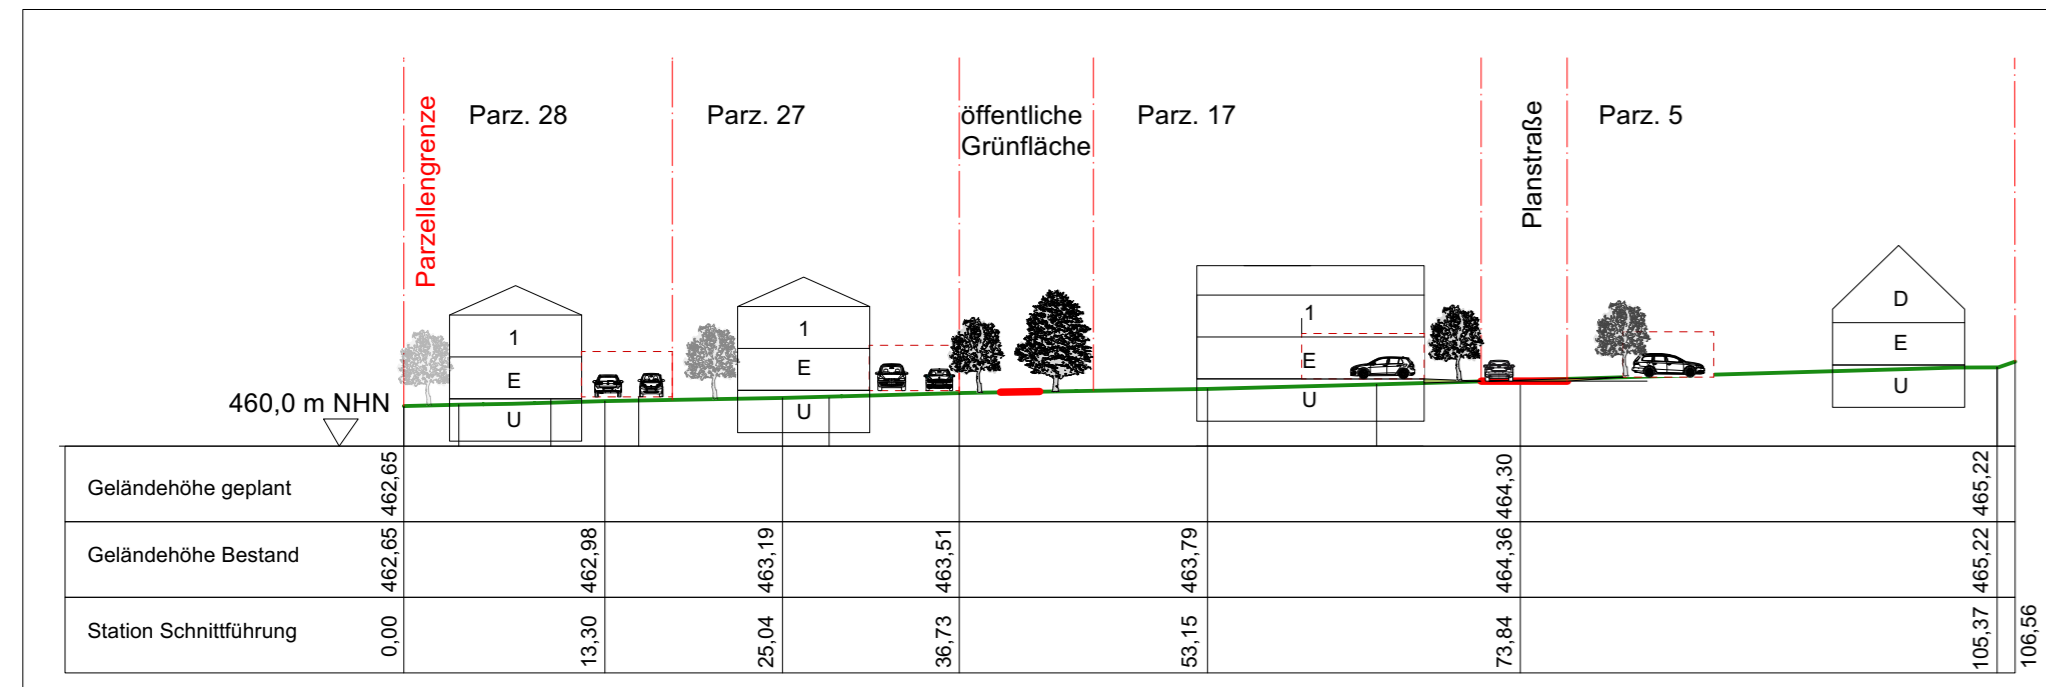 Parzellengrenze
Parz. 28
Parz. 27
öffentliche
Grünfläche
Parz. 17
Planstraße
Parz. 5
1
E
U
1
E
U
1
E
U
D
E
U
460,0 m NHN
Geländehöhe geplant
462,65
464,30
465,22
Geländehöhe Bestand
462,65
462,98
463,19
463,51
463,79
464,36
465,22
Station Schnittführung
0,00
13,30
25,04
36,73
53,15
73,84
105,37
106,56